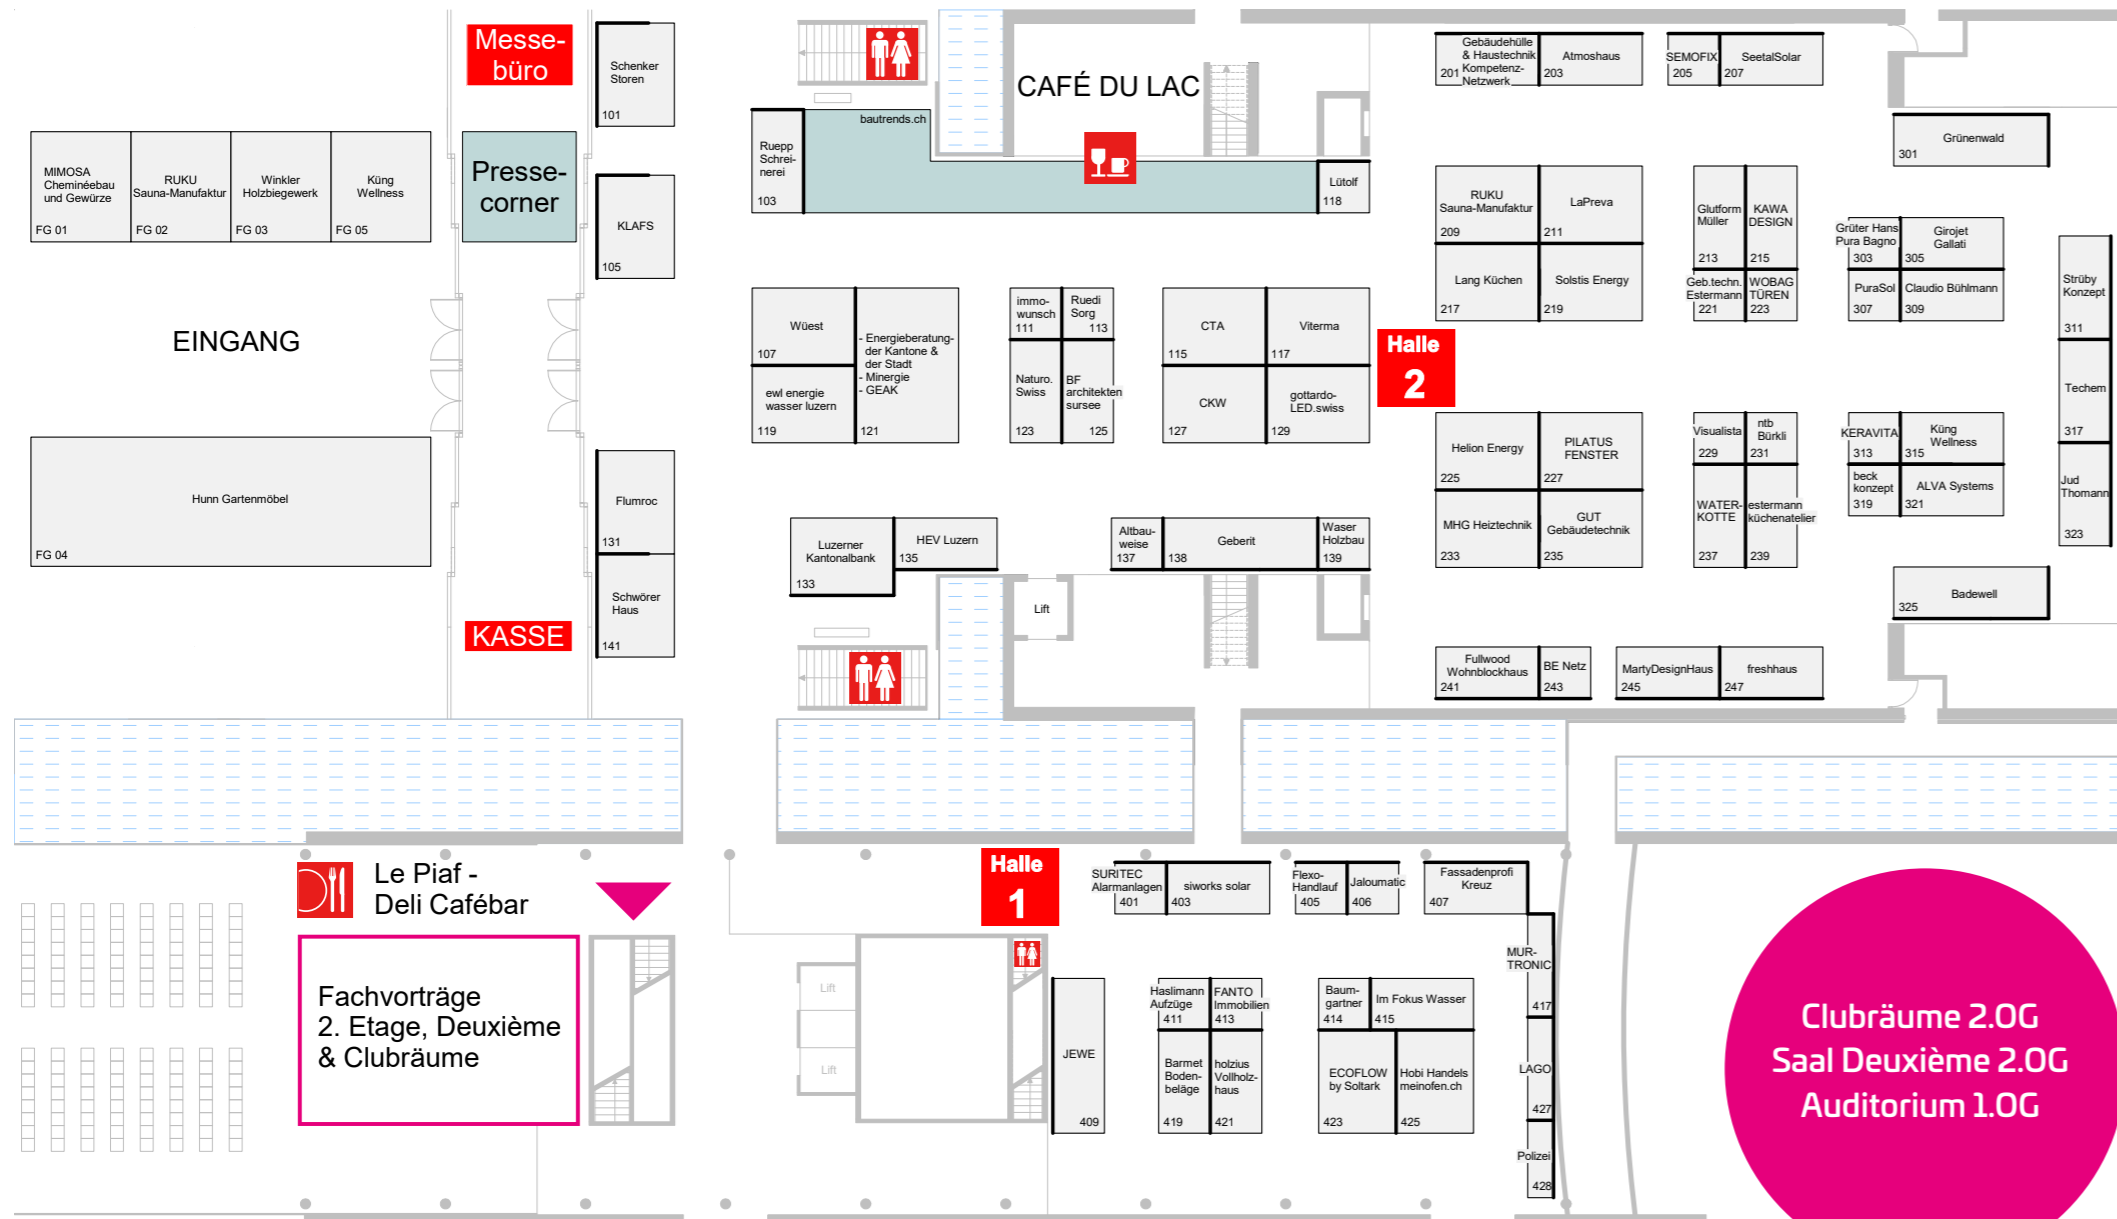 Messe-
büro
Schenker
Storen
101
MIMOSA
Cheminéebau
und Gewürze
FG 01
RUKU
Sauna-Manufaktur
FG 02
Winkler
Holzbiegewerk
FG 03
Küng
Wellness
FG 05
Presse-
corner
KLAFS
105
EINGANG
Hunn Gartenmöbel
FG 04
Flumroc
131
Schwörer
Haus
141
KASSE
bautrends.ch
Ruepp
Schrei-
nerei
103
CAFÉ DU LAC
Lütolf
118
Wüest
107
ewl energie
wasser luzern
119
- Energieberatung-
der Kantone &
der Stadt
- Minergie
- GEAK
121
immo-
wunsch
111
Ruedi
Sorg
113
Naturo.
Swiss
123
BF
architekten
sursee
125
CTA
115
Viterma
117
CKW
127
gottardo-
LED.swiss
129
Halle
2
Luzerner
Kantonalbank
133
HEV Luzern
135
Altbau-
weise
137
Geberit
138
Waser
Holzbau
139
Lift
Gebäudehülle
& Haustechnik
Kompetenz-
Netzwerk
201
Atmoshaus
203
SEMOFIX
205
SeetalSolar
207
Grünenwald
301
RUKU
Sauna-Manufaktur
209
LaPreva
211
Lang Küchen
217
Solstis Energy
219
Glutform
Müller
213
KAWA
DESIGN
215
Geb.techn.
Estermann
221
WOBAG
TÜREN
223
Grüter Hans
Pura Bagno
303
Girojet
Gallati
305
PuraSol
307
Claudio Bühlmann
309
Strüby
Konzept
311
Techem
317
Jud
Thomann
323
Helion Energy
225
PILATUS
FENSTER
227
MHG Heiztechnik
233
GUT
Gebäudetechnik
235
Visualista
229
ntb
Bürkli
231
WATER-
KOTTE
237
estermann
küchenatelier
239
KERAVITA
313
Küng
Wellness
315
beck
konzept
319
ALVA Systems
321
Badewell
325
Fullwood
Wohnblockhaus
241
BE Netz
243
MartyDesignHaus
245
freshhaus
247
Le Piaf -
Deli Cafébar
Fachvorträge
2. Etage, Deuxième
& Clubräume
Lift
Lift
Halle
1
SURITEC
Alarmanlagen
401
siworks solar
403
Flexo-
Handlauf
405
Jaloumatic
406
Fassadenprofi
Kreuz
407
MUR-
TRONIC
417
LAGO
427
Polizei
428
JEWE
409
Haslimann
Aufzüge
411
FANTO
Immobilien
413
Barmet
Boden-
beläge
419
holzius
Vollholz-
haus
421
Baum-
gartner
414
Im Fokus Wasser
415
ECOFLOW
by Soltark
423
Hobi Handels
meinofen.ch
425
Clubräume 2.OG
Saal Deuxième 2.OG
Auditorium 1.OG